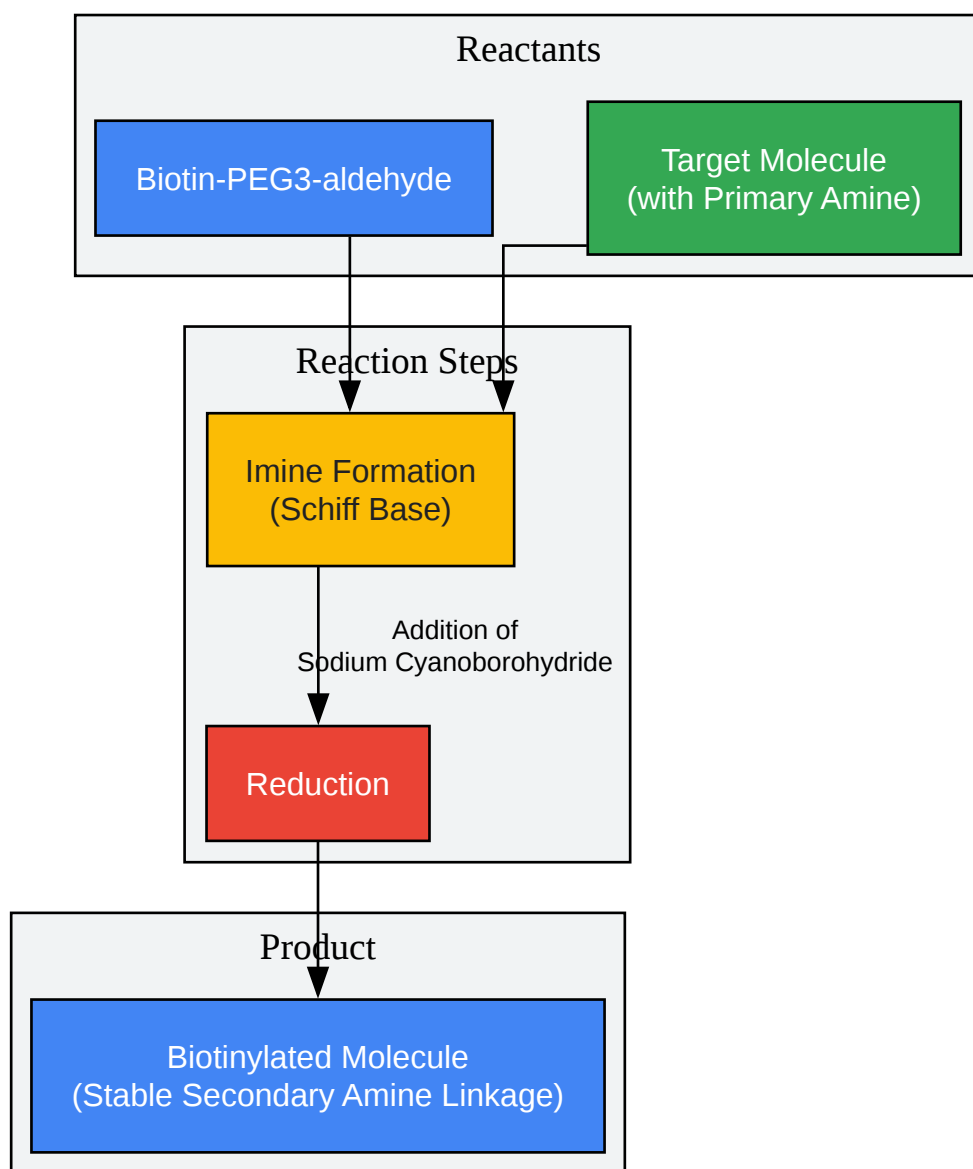 Reactants
Biotin-PEG3-aldehyde
Target Molecule
(with Primary Amine)
Reaction Steps
Imine Formation
(Schiff Base)
Addition of
Sodium Cyanoborohydride
Reduction
Product
Biotinylated Molecule
(Stable Secondary Amine Linkage)